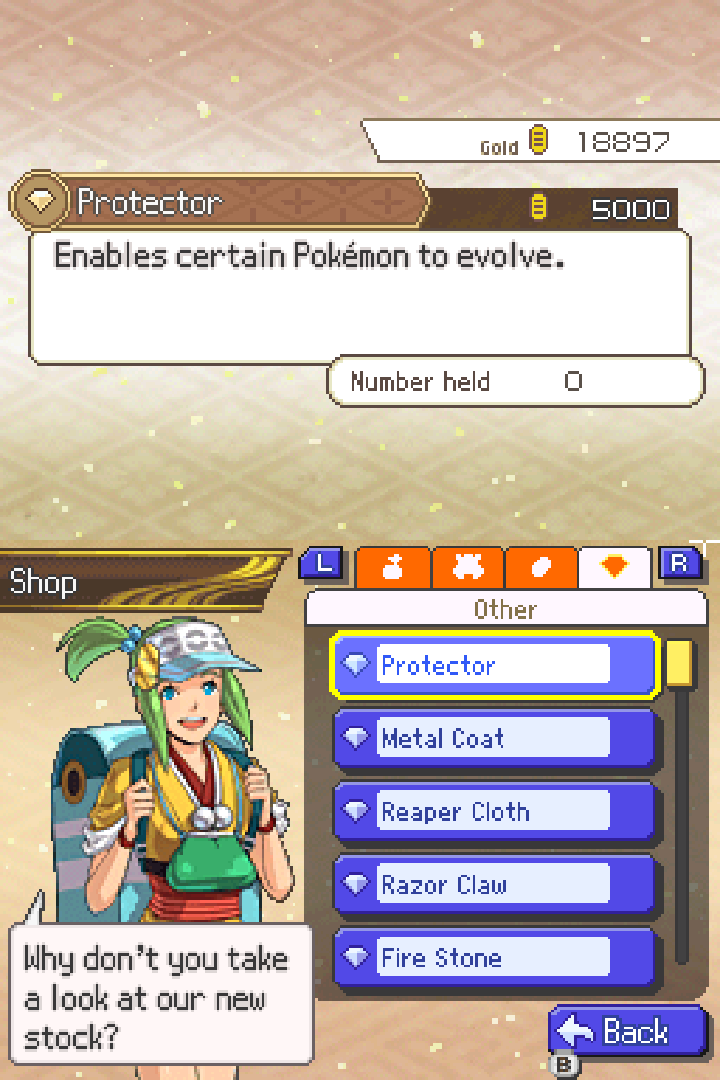 Gold 18897
Protector 5000
Enables certain Pokémon to evolve.
Number held 0
Shop
L
R
Other
Protector
Metal Coat
Reaper Cloth
Razor Claw
Fire Stone
Why don't you take
a look at our new
stock?
Back
B